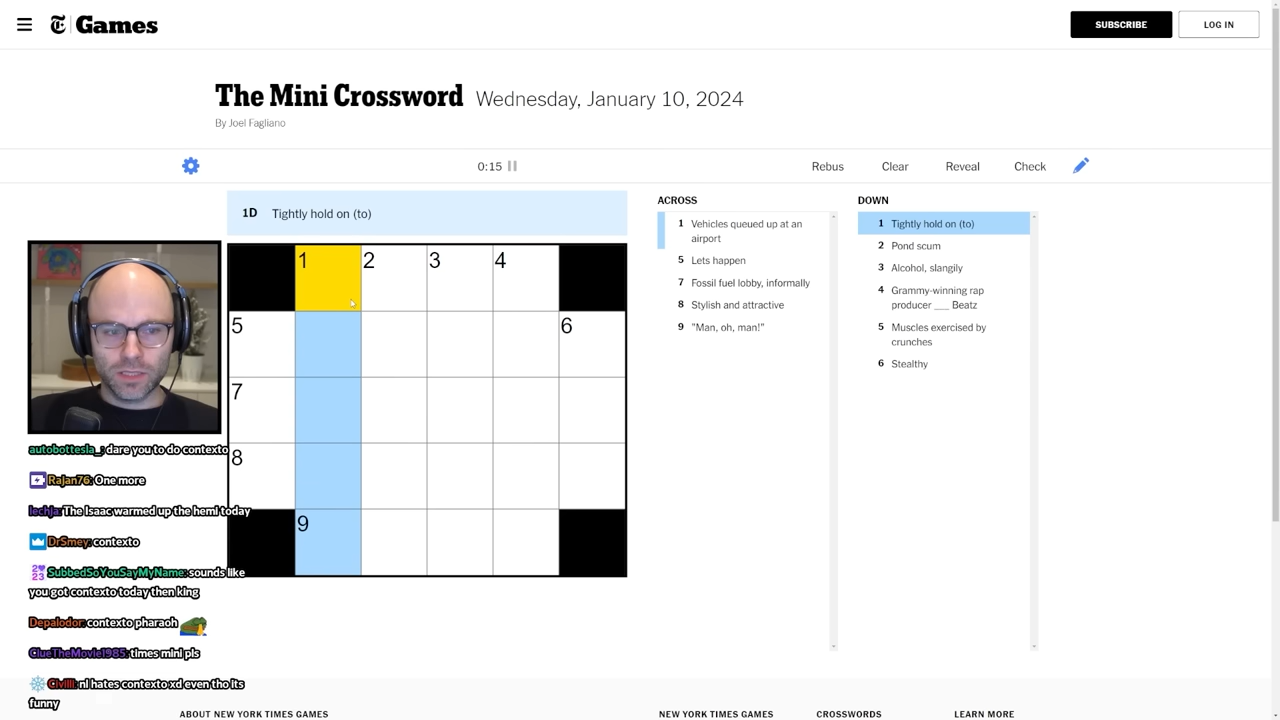 Games
SUBSCRIBE
LOG IN
The Mini Crossword Wednesday, January 10, 2024
By Joel Fagliano
0:15
Rebus
Clear
Reveal
Check
1D Tightly hold on (to)
1
2
3
4
5
6
7
8
9
ACROSS
1 Vehicles queued up at an
airport
5 Lets happen
7 Fossil fuel lobby, informally
8 Stylish and attractive
9 "Man, oh, man!"
DOWN
1 Tightly hold on (to)
2 Pond scum
3 Alcohol, slangily
4 Grammy-winning rap
producer ___ Beatz
5 Muscles exercised by
crunches
6 Stealthy
autobottesla_: dare you to do contexto
Rajan76: One more
lechja: The Isaac warmed up the hemi today
DrSmey: contexto
SubbedSoYouSayMyName: sounds like
you got contexto today then king
Depalodor: contexto pharaoh
ClueTheMovie1985: times mini pls
Civilli: nl hates contexto xd even tho its
funny
ABOUT NEW YORK TIMES GAMES
NEW YORK TIMES GAMES
CROSSWORDS
LEARN MORE